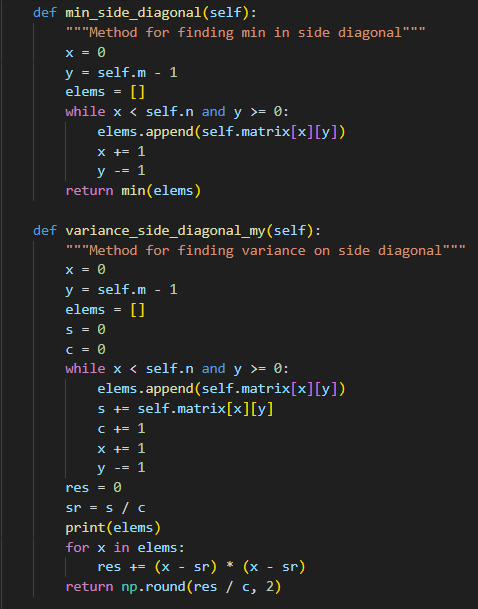 def min_side_diagonal(self):
    """Method for finding min in side diagonal"""
    x = 0
    y = self.m - 1
    elems = []
    while x < self.n and y >= 0:
        elems.append(self.matrix[x][y])
        x += 1
        y -= 1
    return min(elems)

def variance_side_diagonal_my(self):
    """Method for finding variance on side diagonal"""
    x = 0
    y = self.m - 1
    elems = []
    s = 0
    c = 0
    while x < self.n and y >= 0:
        elems.append(self.matrix[x][y])
        s += self.matrix[x][y]
        c += 1
        x += 1
        y -= 1
    res = 0
    sr = s / c
    print(elems)
    for x in elems:
        res += (x - sr) * (x - sr)
    return np.round(res / c, 2)